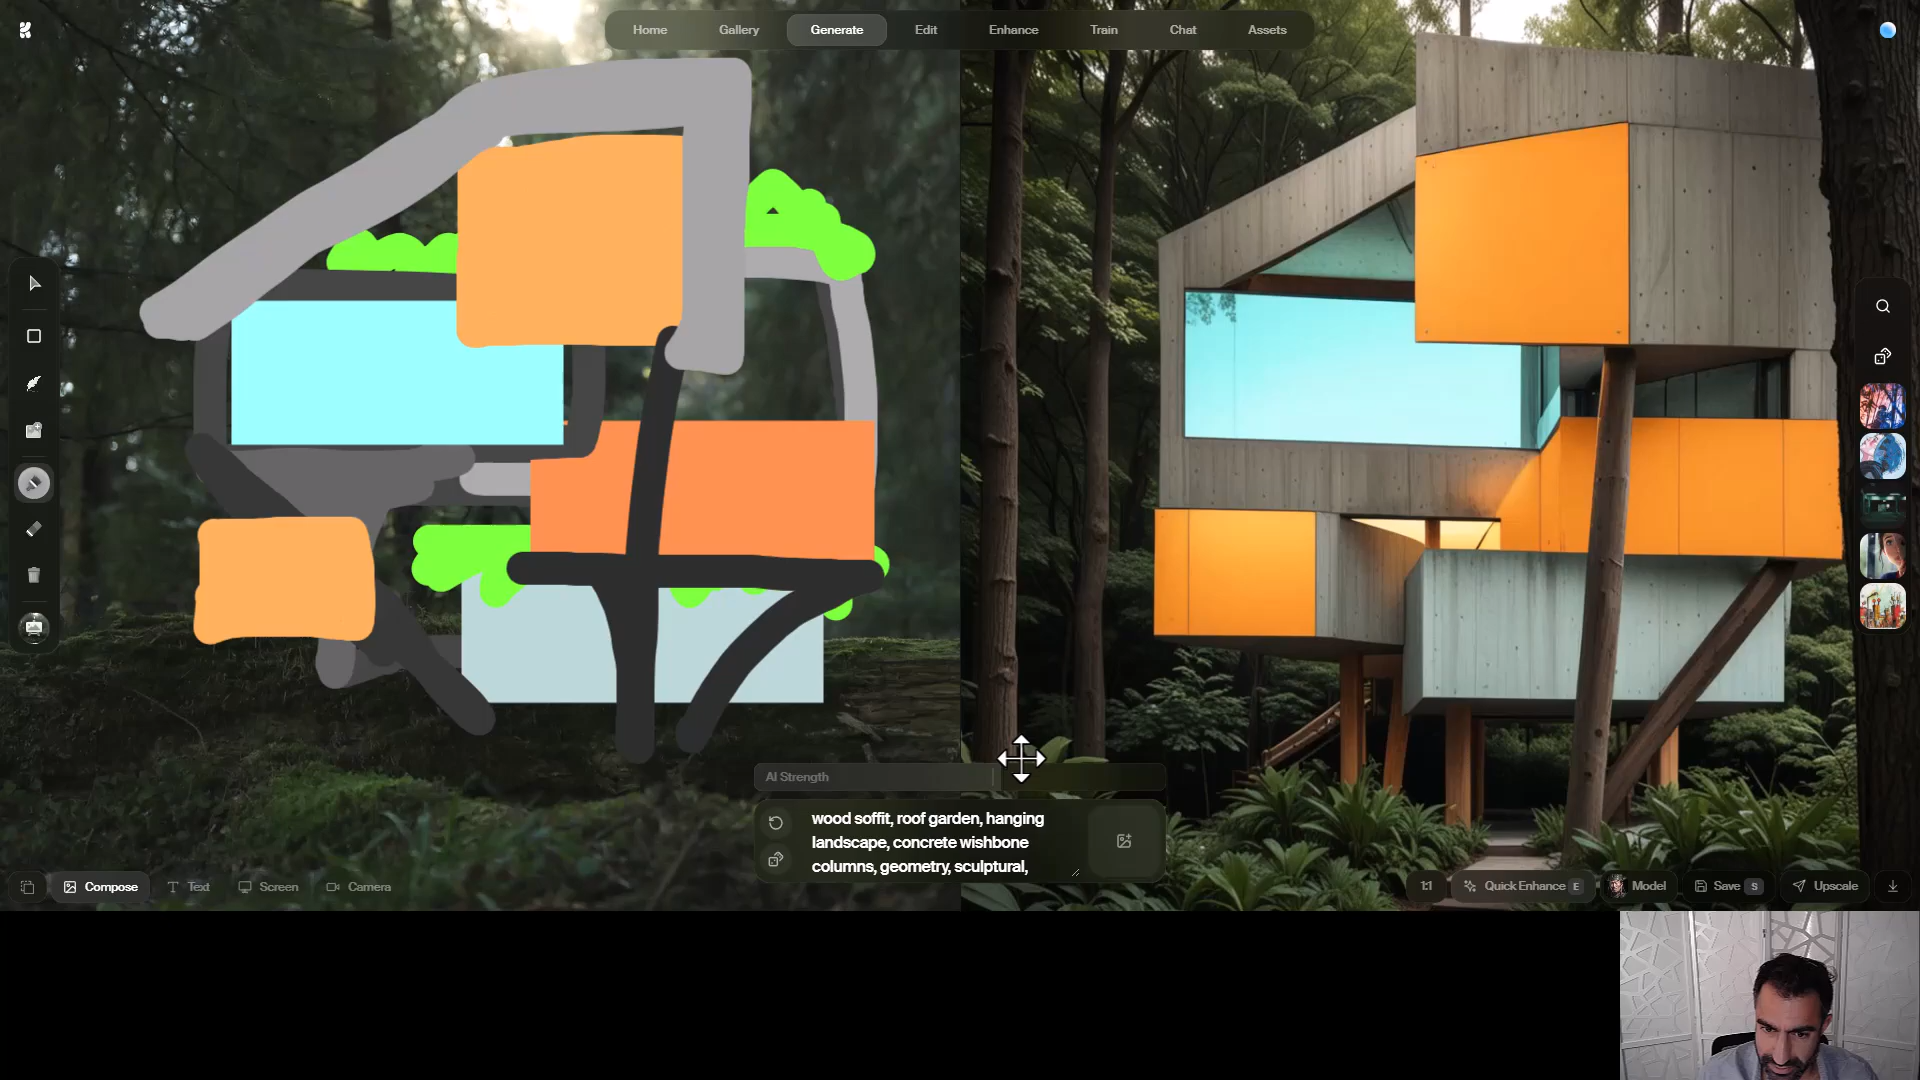 Home Gallery Generate Edit Enhance Train Chat Assets
AI Strength
wood soffit, roof garden, hanging
landscape, concrete wishbone
columns, geometry, sculptural,
Compose Text Screen Camera
1:1 Quick Enhance E Model Save S Upscale